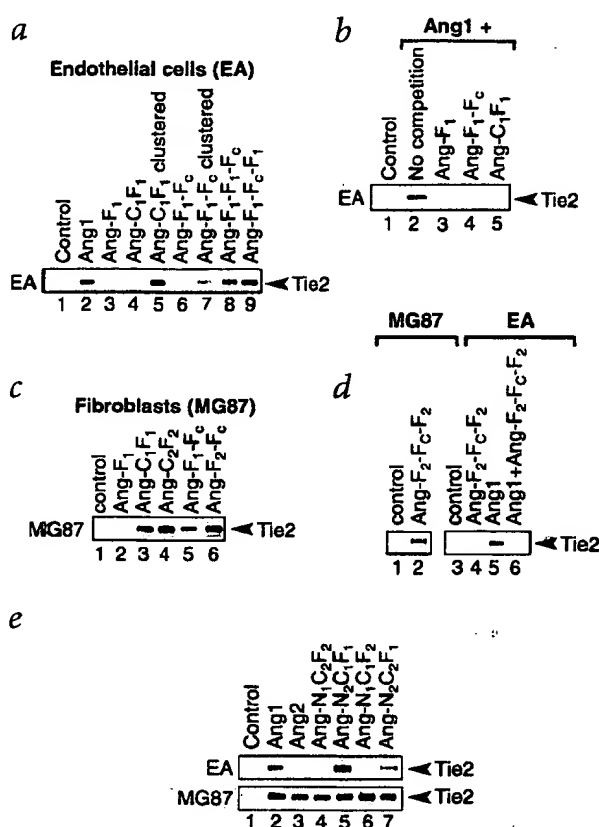 a
Endothelial cells (EA)
Control
Ang1
Ang-F1
Ang-C1F1
Ang-C1F1 clustered
Ang-F1-Fc
Ang-F1-Fc clustered
Ang-F1-F1-Fc
Ang-F1-Fc-F1
EA
Tie2
1 2 3 4 5 6 7 8 9
b
Ang1 +
Control
No competition
Ang-F1
Ang-F1-Fc
Ang-C1F1
EA
Tie2
1 2 3 4 5
c
Fibroblasts (MG87)
control
Ang-F1
Ang-C1F1
Ang-C2F2
Ang-F1-Fc
Ang-F2-Fc
MG87
Tie2
1 2 3 4 5 6
d
MG87 EA
control
Ang-F2-Fc-F2
control
Ang-F2-Fc-F2
Ang1
Ang1+Ang-F2-Fc-F2
Tie2
1 2 3 4 5 6
e
Control
Ang1
Ang2
Ang-N1C2F2
Ang-N2C1F1
Ang-N1C1F2
Ang-N2C2F1
EA
Tie2
MG87
Tie2
1 2 3 4 5 6 7